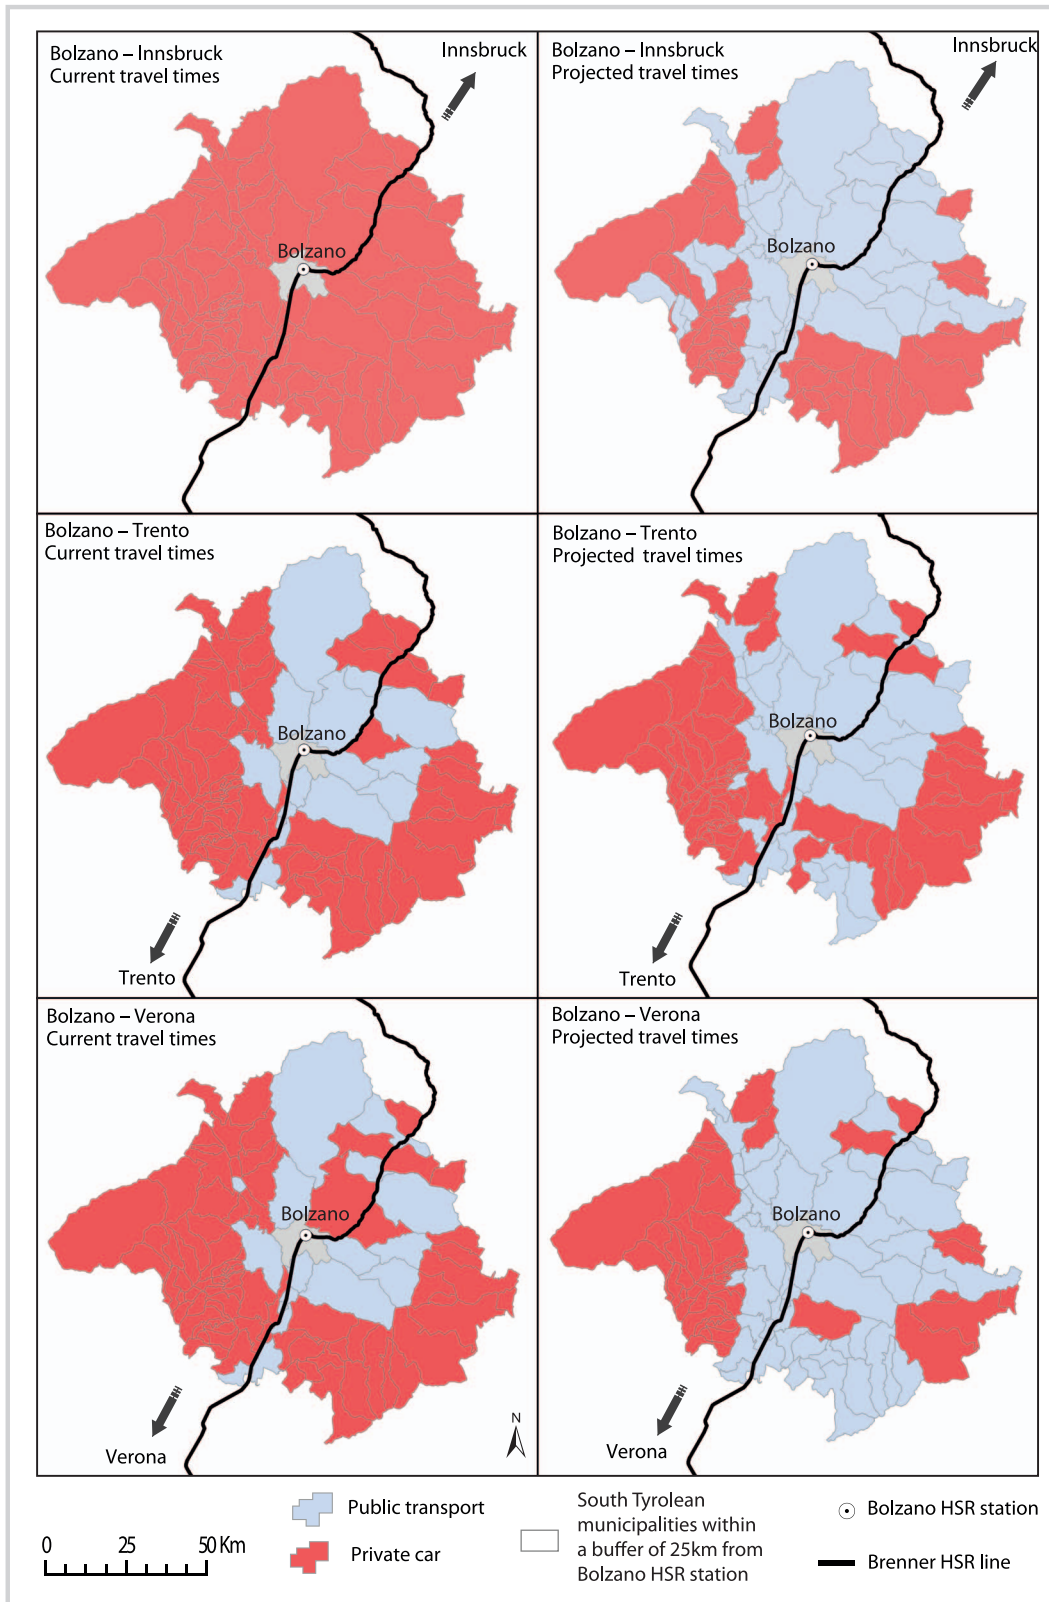 Bolzano – Innsbruck
Current travel times
Innsbruck
Bolzano
Bolzano – Innsbruck
Projected travel times
Innsbruck
Bolzano
Bolzano – Trento
Current travel times
Bolzano
Trento
Bolzano – Trento
Projected travel times
Bolzano
Trento
Bolzano – Verona
Current travel times
Bolzano
Verona
N
Bolzano – Verona
Projected travel times
Bolzano
Verona
0 25 50 Km
Public transport
Private car
South Tyrolean
municipalities within
a buffer of 25km from
Bolzano HSR station
Bolzano HSR station
Brenner HSR line